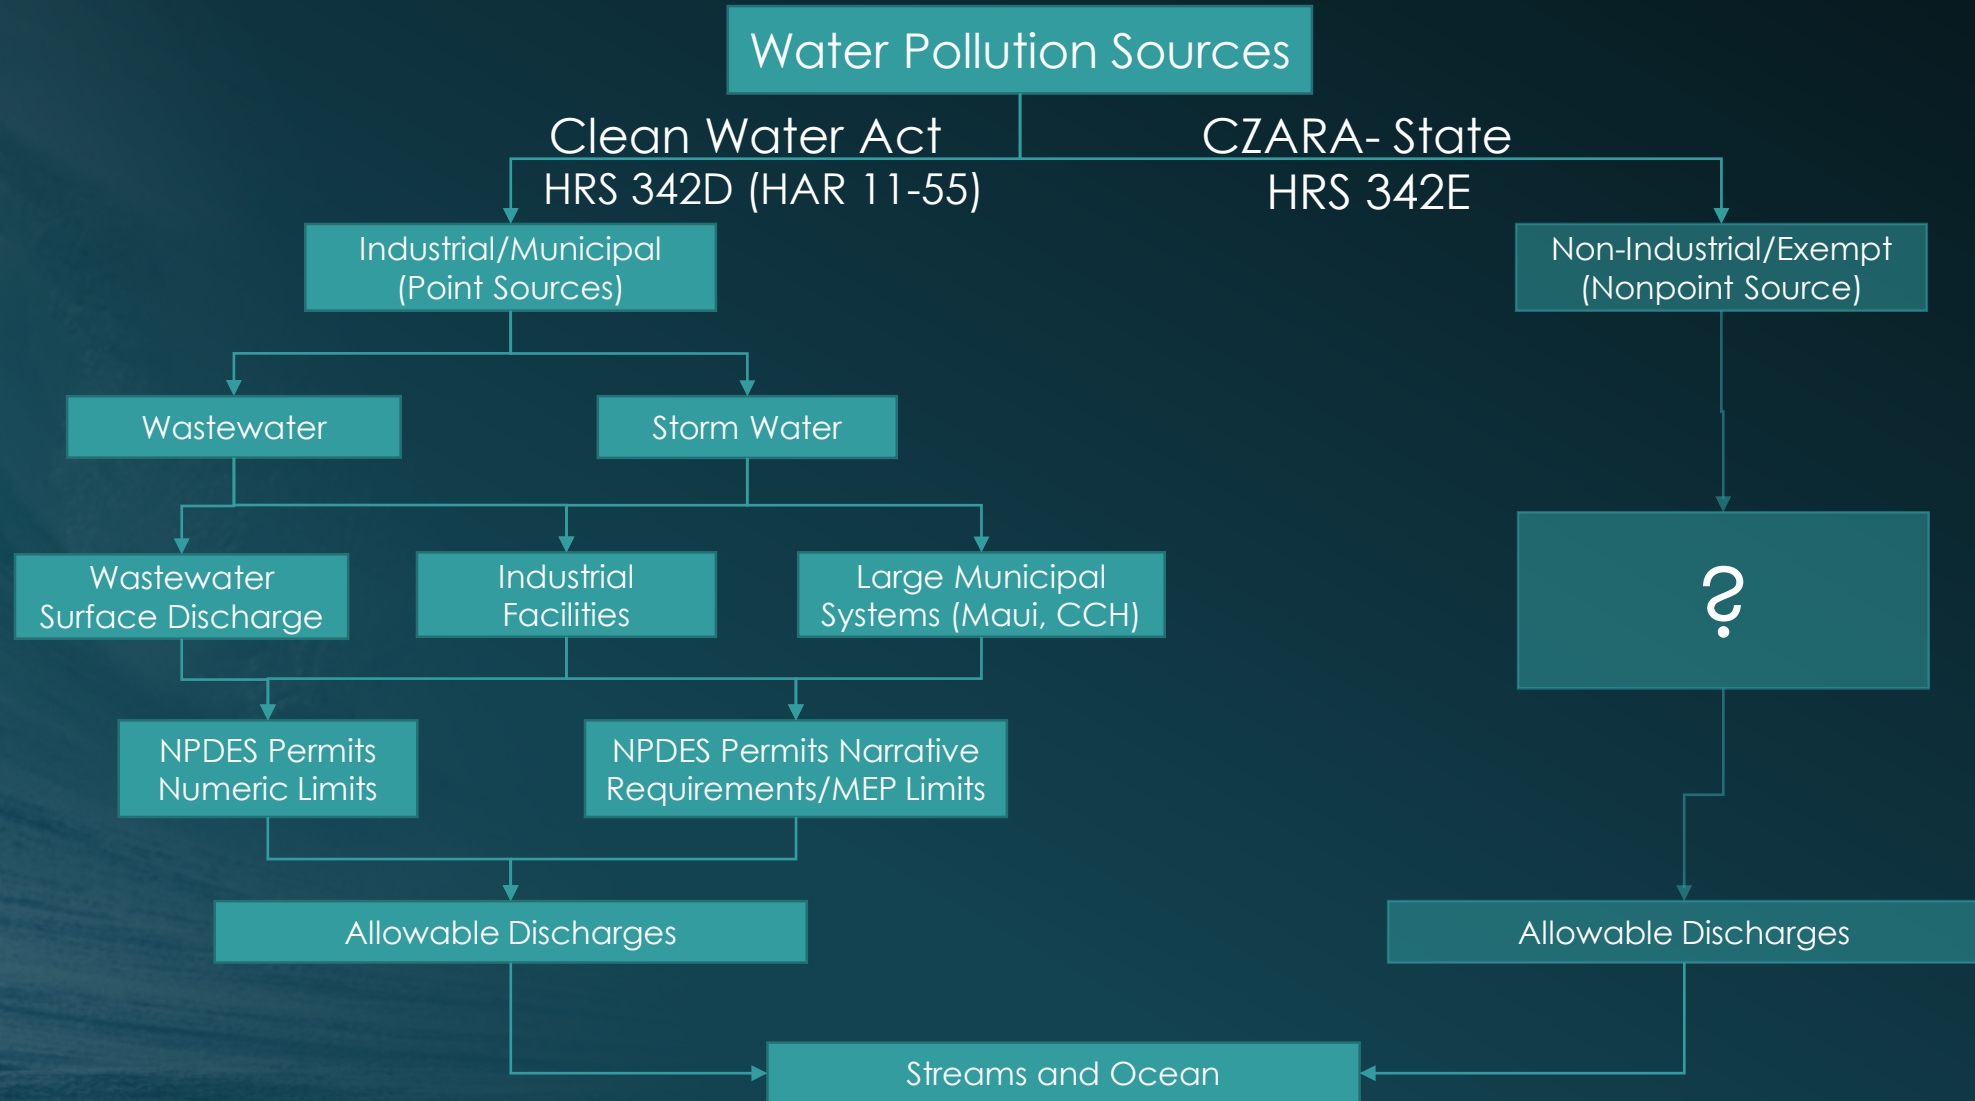 Water Pollution Sources
Clean Water Act
HRS 342D (HAR 11-55)
CZARA- State
HRS 342E
Industrial/Municipal
(Point Sources)
Non-Industrial/Exempt
(Nonpoint Source)
Wastewater
Storm Water
Wastewater
Surface Discharge
Industrial
Facilities
Large Municipal
Systems (Maui, CCH)
?
NPDES Permits
Numeric Limits
NPDES Permits Narrative
Requirements/MEP Limits
Allowable Discharges
Allowable Discharges
Streams and Ocean